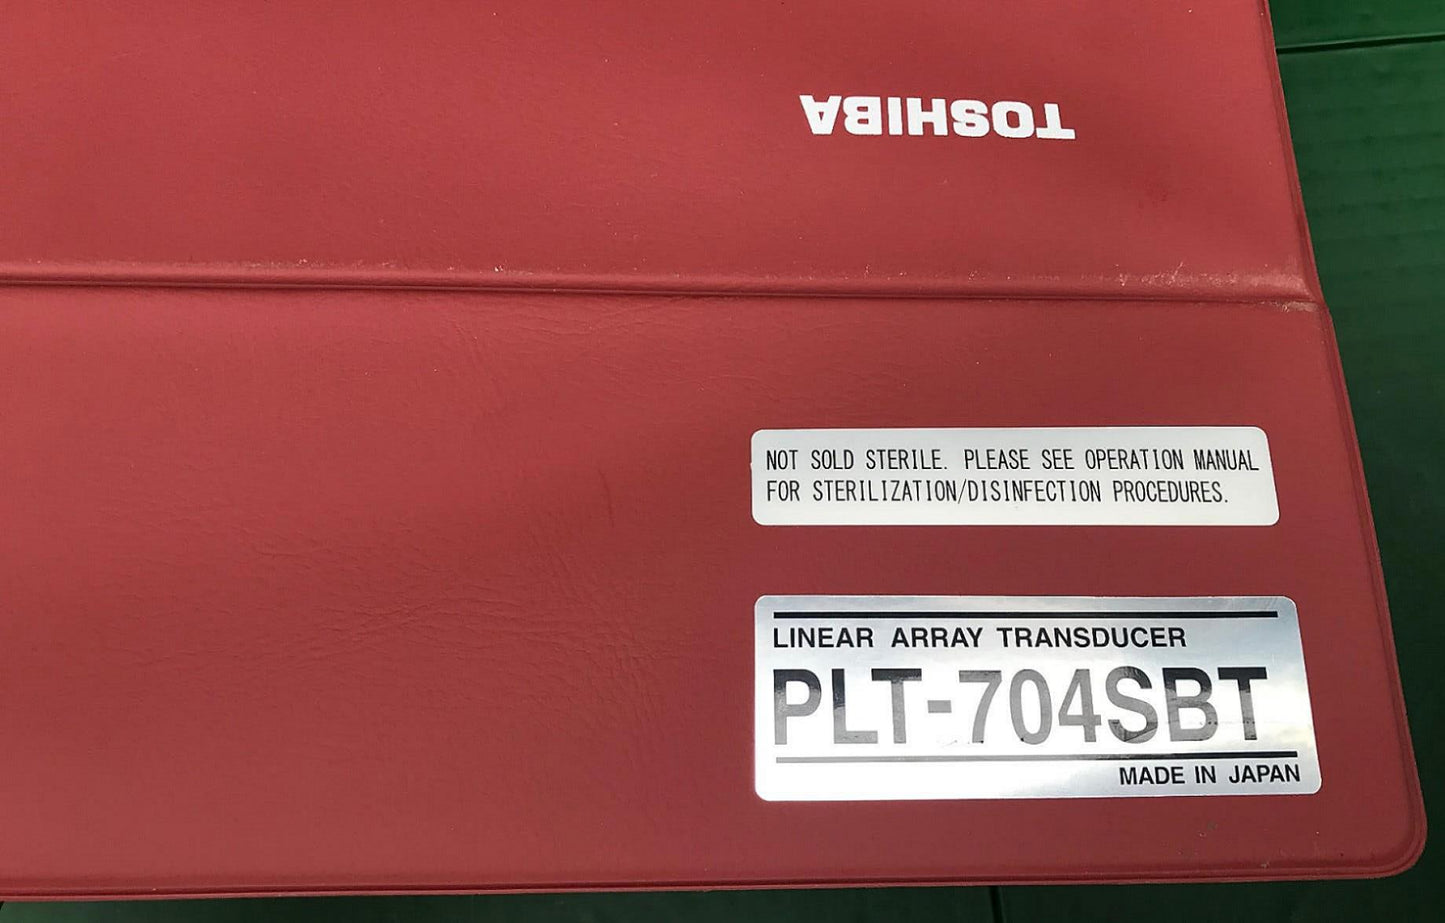 TOSHIBA
NOT SOLD STERILE. PLEASE SEE OPERATION MANUAL
FOR STERILIZATION/DISINFECTION PROCEDURES.
LINEAR ARRAY TRANSDUCER
PLT-704SBT
MADE IN JAPAN